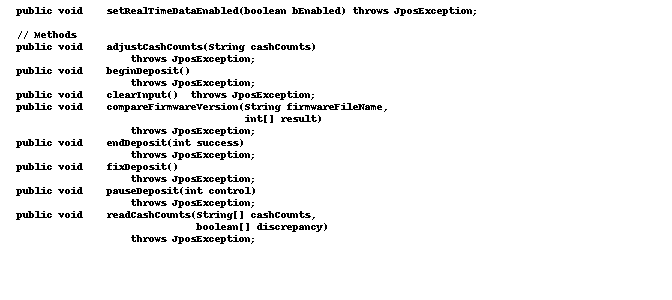 public void    setRealTimeDataEnabled(boolean bEnabled) throws JposException;

// Methods
public void    adjustCashCounts(String cashCounts)
                   throws JposException;
public void    beginDeposit()
                   throws JposException;
public void    clearInput()  throws JposException;
public void    compareFirmwareVersion(String firmwareFileName,
                                      int[] result)
                   throws JposException;
public void    endDeposit(int success)
                   throws JposException;
public void    fixDeposit()
                   throws JposException;
public void    pauseDeposit(int control)
                   throws JposException;
public void    readCashCounts(String[] cashCounts,
                              boolean[] discrepancy)
                   throws JposException;